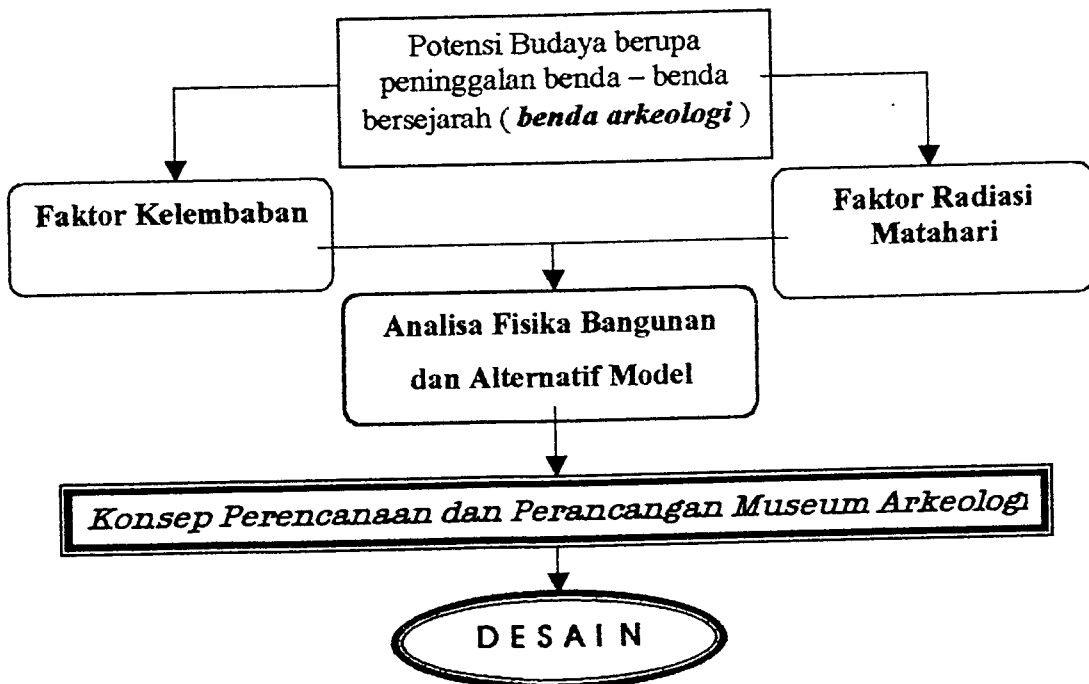 Potensi Budaya berupa
peninggalan benda – benda
bersejarah ( benda arkeologi )
Faktor Kelembaban
Faktor Radiasi
Matahari
Analisa Fisika Bangunan
dan Alternatif Model
Konsep Perencanaan dan Perancangan Museum Arkeologi
D E S A I N